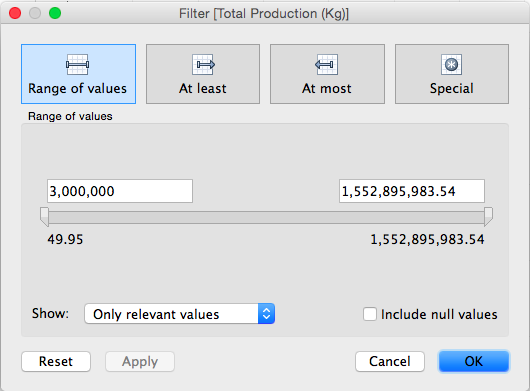 Filter [Total Production (Kg)]
Range of values
At least
At most
Special
Range of values
3,000,000
1,552,895,983.54
49.95
1,552,895,983.54
Show:
Only relevant values
Include null values
Reset
Apply
Cancel
OK